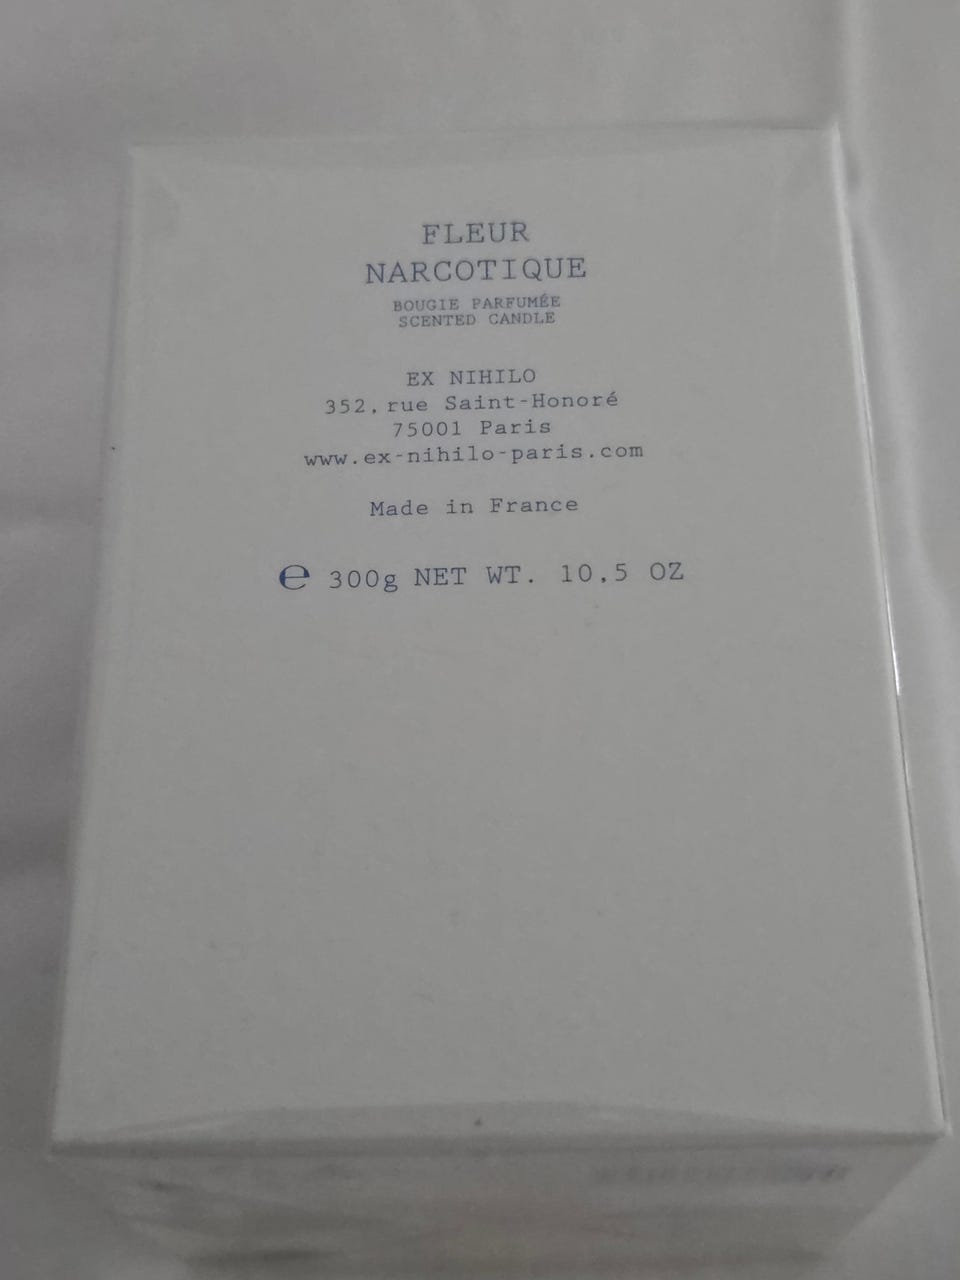 FLEUR
NARCOTIQUE
BOUGIE PARFUMÉE
SCENTED CANDLE
EX NIHILO
352, rue Saint-Honoré
75001 Paris
www.ex-nihilo-paris.com
Made in France
℮ 300g NET WT. 10,5 OZ